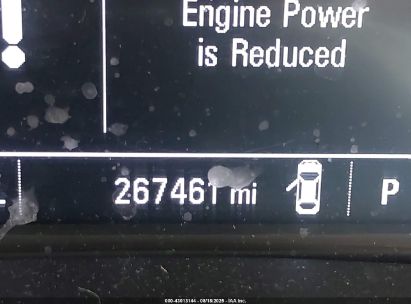 Engine Power
is Reduced
267461 mi
P